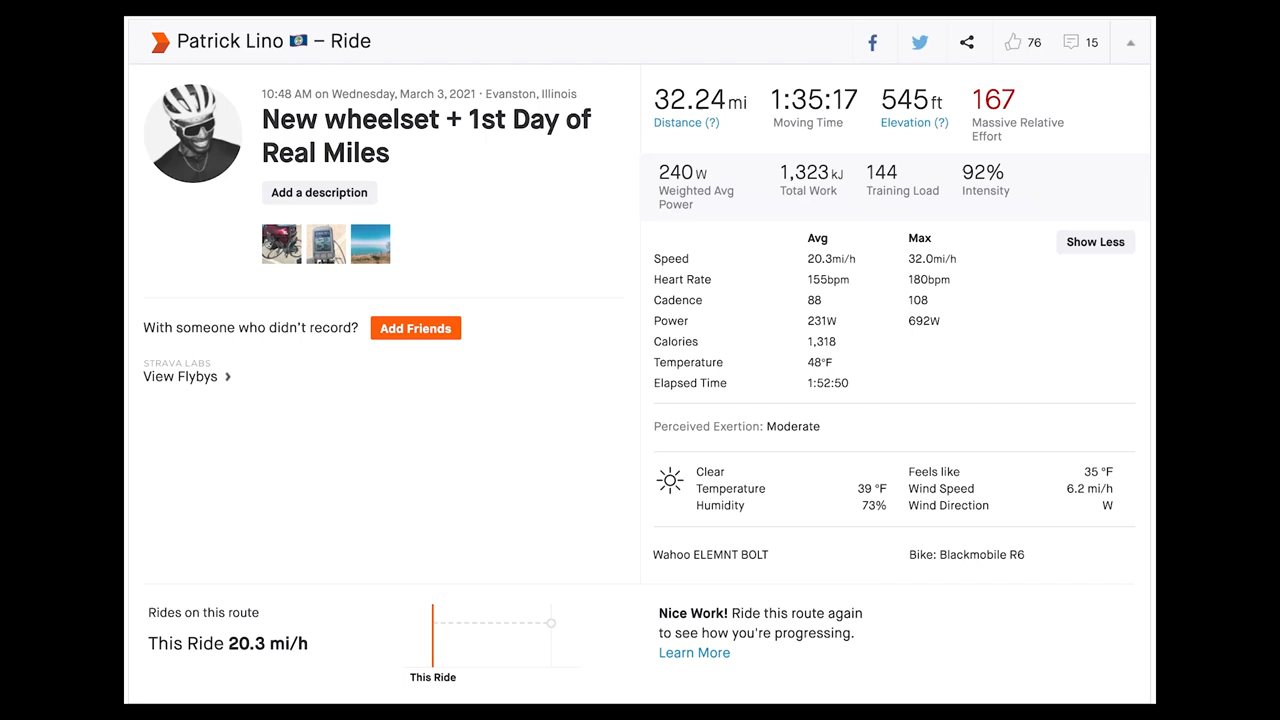 Patrick Lino – Ride
76
15
10:48 AM on Wednesday, March 3, 2021 · Evanston, Illinois
New wheelset + 1st Day of
Real Miles
Add a description
With someone who didn't record?
Add Friends
STRAVA LABS
View Flybys ›
32.24 mi
Distance (?)
1:35:17
Moving Time
545 ft
Elevation (?)
167
Massive Relative
Effort
240 W
Weighted Avg
Power
1,323 kJ
Total Work
144
Training Load
92%
Intensity
Avg Max
Show Less
Speed 20.3mi/h 32.0mi/h
Heart Rate 155bpm 180bpm
Cadence 88 108
Power 231W 692W
Calories 1,318
Temperature 48°F
Elapsed Time 1:52:50
Perceived Exertion: Moderate
Clear
Temperature 39 °F
Humidity 73%
Feels like 35 °F
Wind Speed 6.2 mi/h
Wind Direction W
Wahoo ELEMNT BOLT
Bike: Blackmobile R6
Rides on this route
This Ride 20.3 mi/h
This Ride
Nice Work! Ride this route again
to see how you're progressing.
Learn More